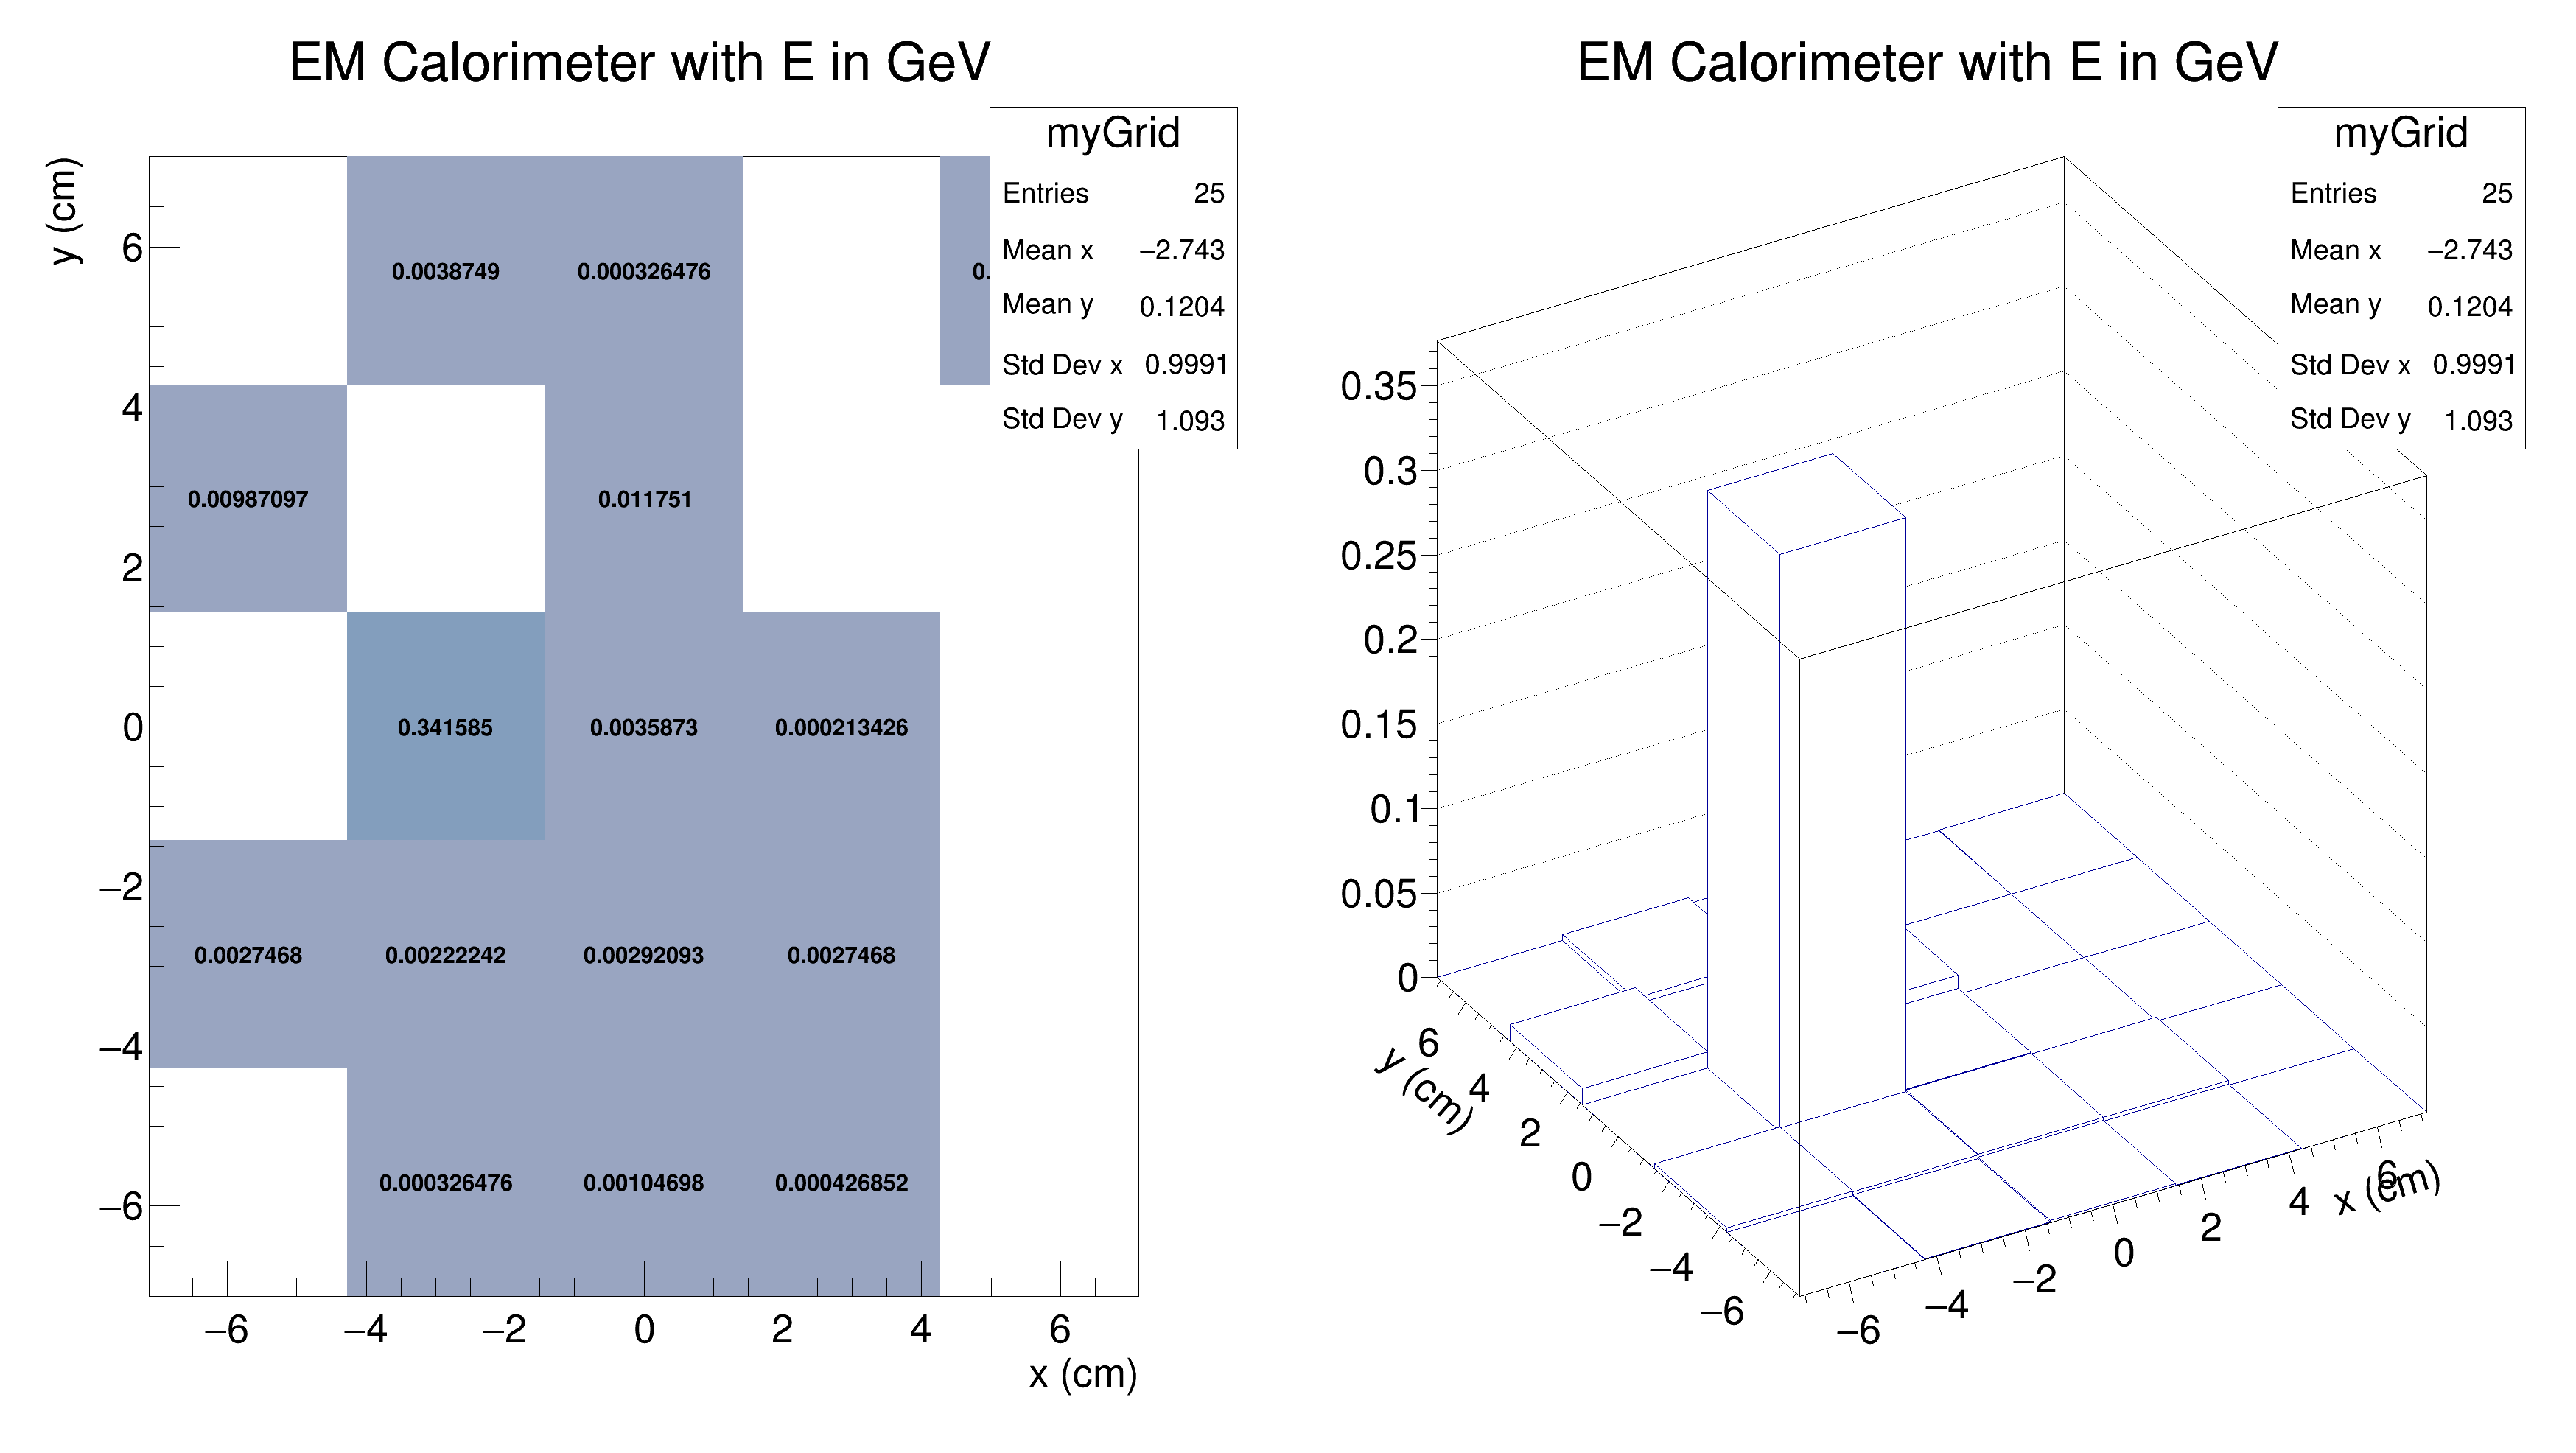 EM Calorimeter with E in GeV
myGrid
Entries 25
Mean x −2.743
Mean y 0.1204
Std Dev x 0.9991
Std Dev y 1.093
y (cm)
6
4
2
0
−2
−4
−6
0.0038749 0.000326476 0.
0.00987097 0.011751
0.341585 0.0035873 0.000213426
0.0027468 0.00222242 0.00292093 0.0027468
0.000326476 0.00104698 0.000426852
−6 −4 −2 0 2 4 6
x (cm)
EM Calorimeter with E in GeV
myGrid
Entries 25
Mean x −2.743
Mean y 0.1204
Std Dev x 0.9991
Std Dev y 1.093
0.35
0.3
0.25
0.2
0.15
0.1
0.05
0
y (cm)
6
4
2
0
−2
−4
−6
−6 −4 −2 0 2 4 6
x (cm)